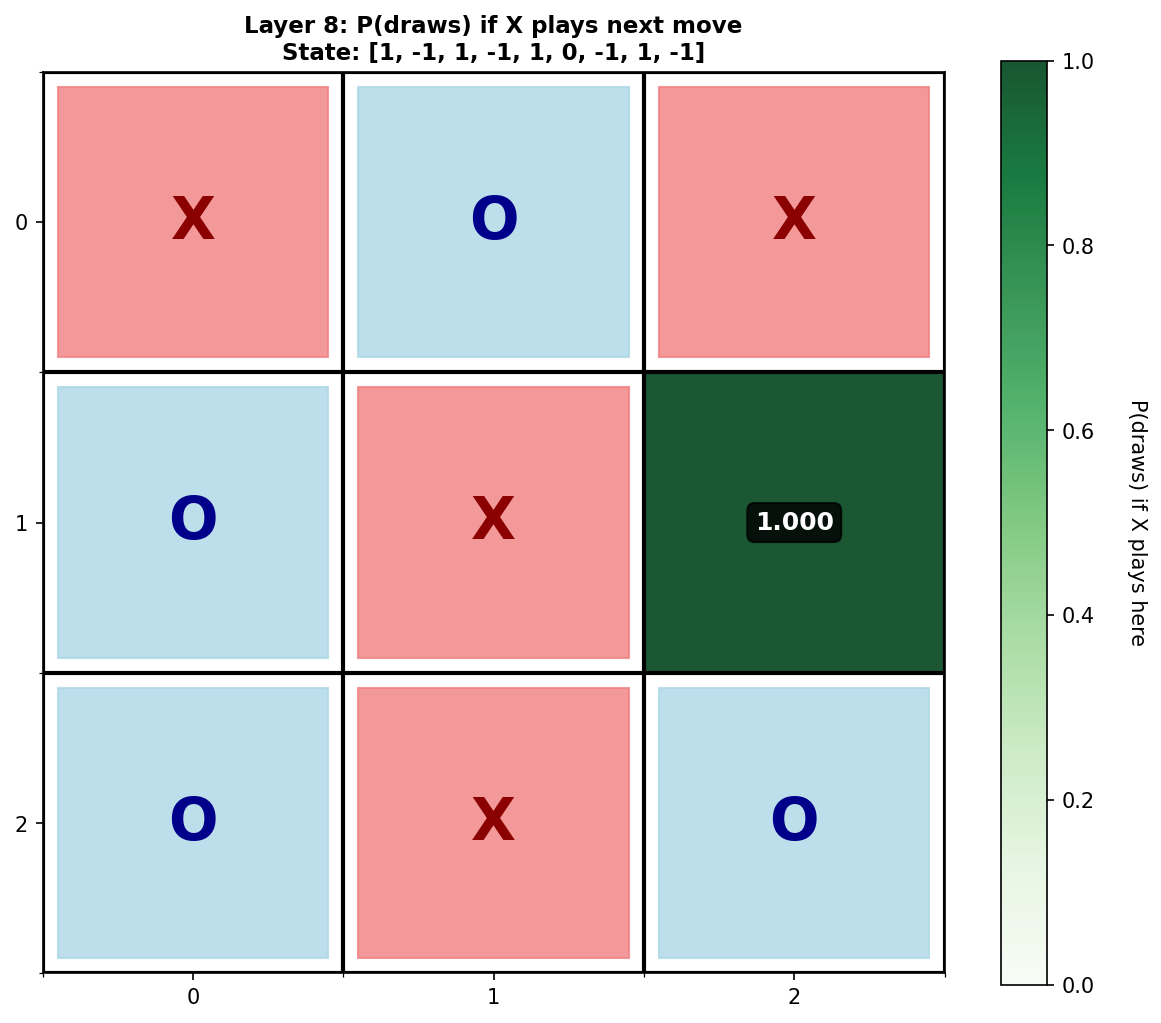 Layer 8: P(draws) if X plays next move
State: [1, -1, 1, -1, 1, 0, -1, 1, -1]
X O X
O X 1.000
O X O
0
1
2
0 1 2
1.0
0.8
0.6
0.4
0.2
0.0
P(draws) if X plays here